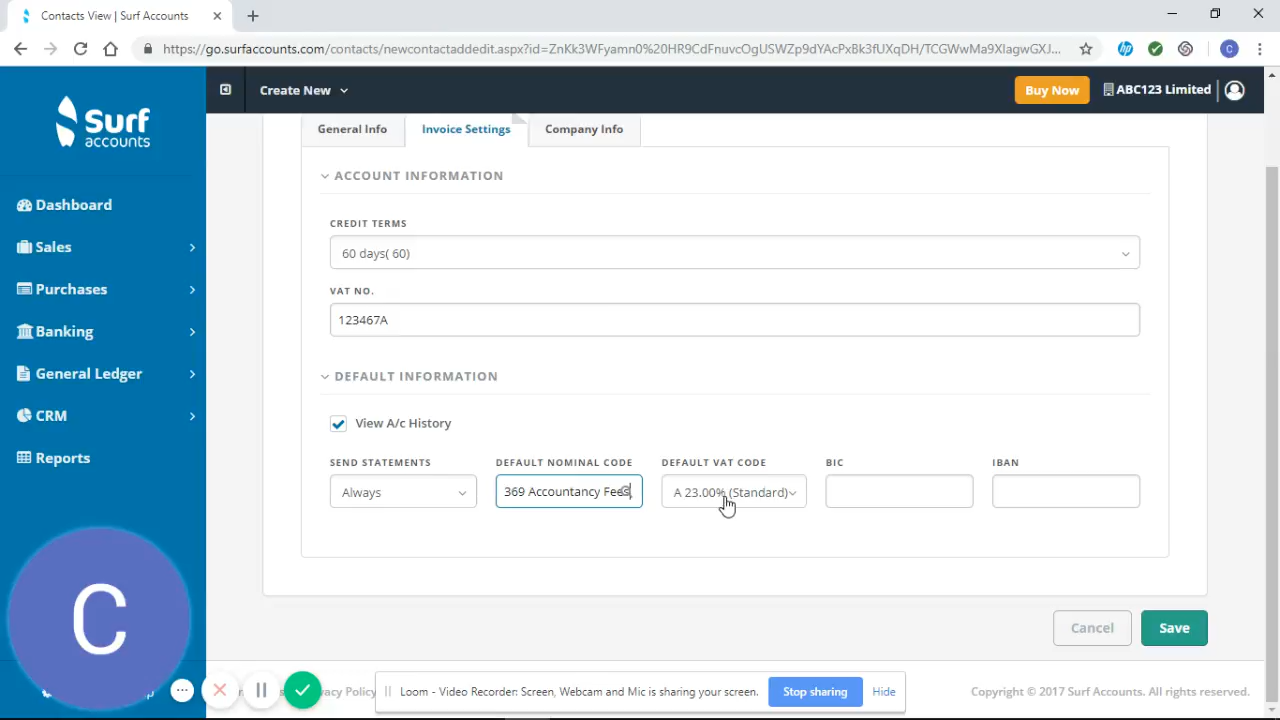 Contacts View | Surf Accounts
https://go.surfaccounts.com/contacts/newcontactaddedit.aspx?id=ZnKk3WFyamn0%20HR9CdFnuvcOgUSWZp9dYAcPxBk3fUXqDH/TCGWwMa9XlagwGXJ...
Create New
Buy Now
ABC123 Limited
Surf accounts
General Info
Invoice Settings
Company Info
ACCOUNT INFORMATION
Dashboard
Sales
Purchases
Banking
General Ledger
CRM
Reports
CREDIT TERMS
60 days( 60)
VAT NO.
123467A
DEFAULT INFORMATION
View A/c History
SEND STATEMENTS
DEFAULT NOMINAL CODE
DEFAULT VAT CODE
BIC
IBAN
Always
369 Accountancy Fees
A 23.00% (Standard)
Cancel
Save
C
Policy
Loom - Video Recorder: Screen, Webcam and Mic is sharing your screen.
Stop sharing
Hide
Copyright © 2017 Surf Accounts. All rights reserved.